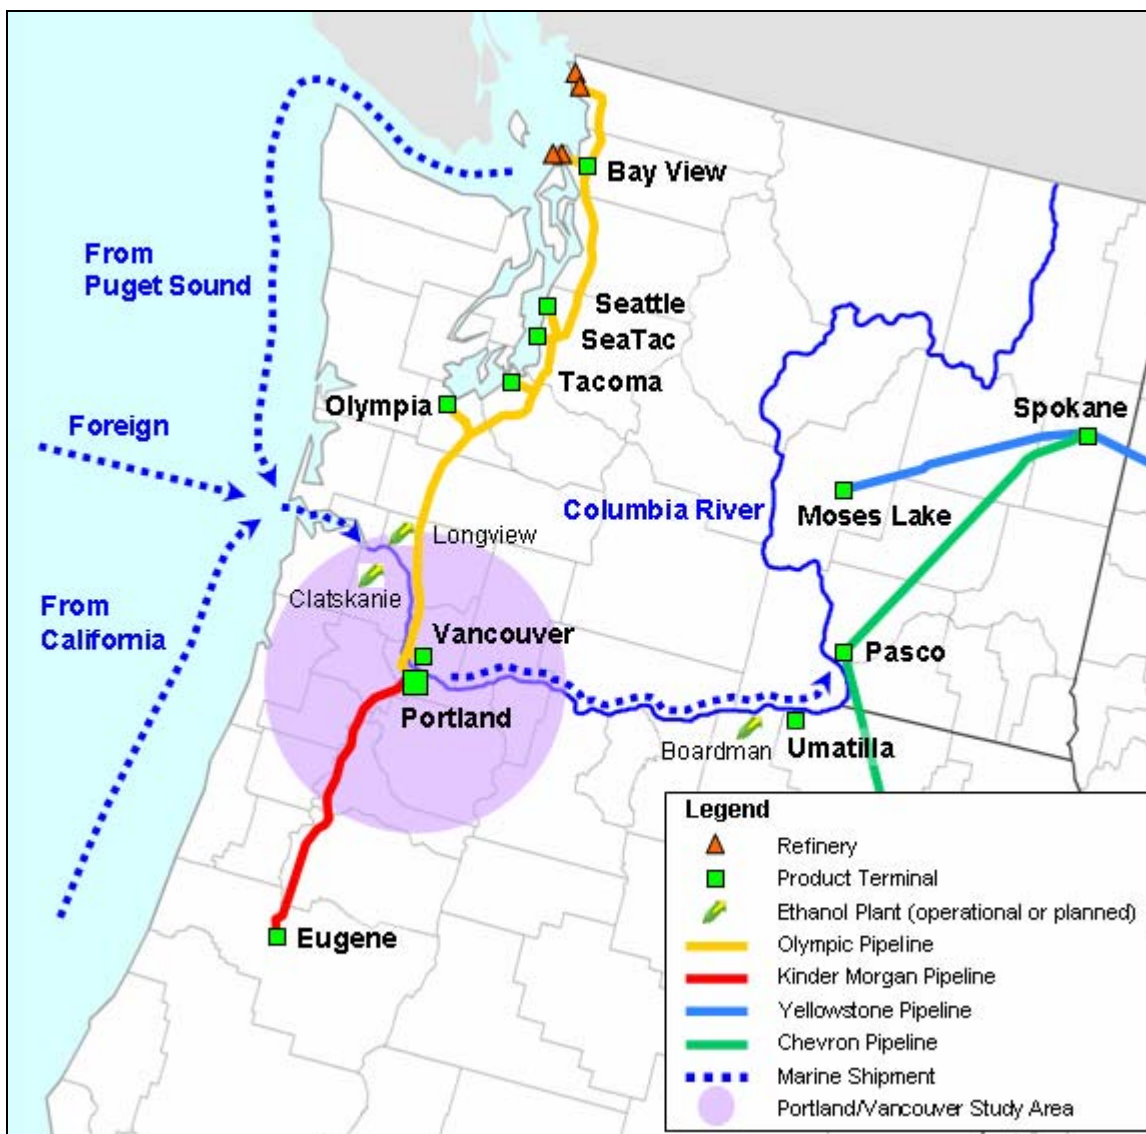 Bay View
From
Puget Sound
Seattle
SeaTac
Tacoma
Olympia
Spokane
Foreign
Columbia River
Moses Lake
Longview
Clatskanie
From
California
Vancouver
Pasco
Portland
Boardman
Umatilla
Eugene
Legend
Refinery
Product Terminal
Ethanol Plant (operational or planned)
Olympic Pipeline
Kinder Morgan Pipeline
Yellowstone Pipeline
Chevron Pipeline
Marine Shipment
Portland/Vancouver Study Area